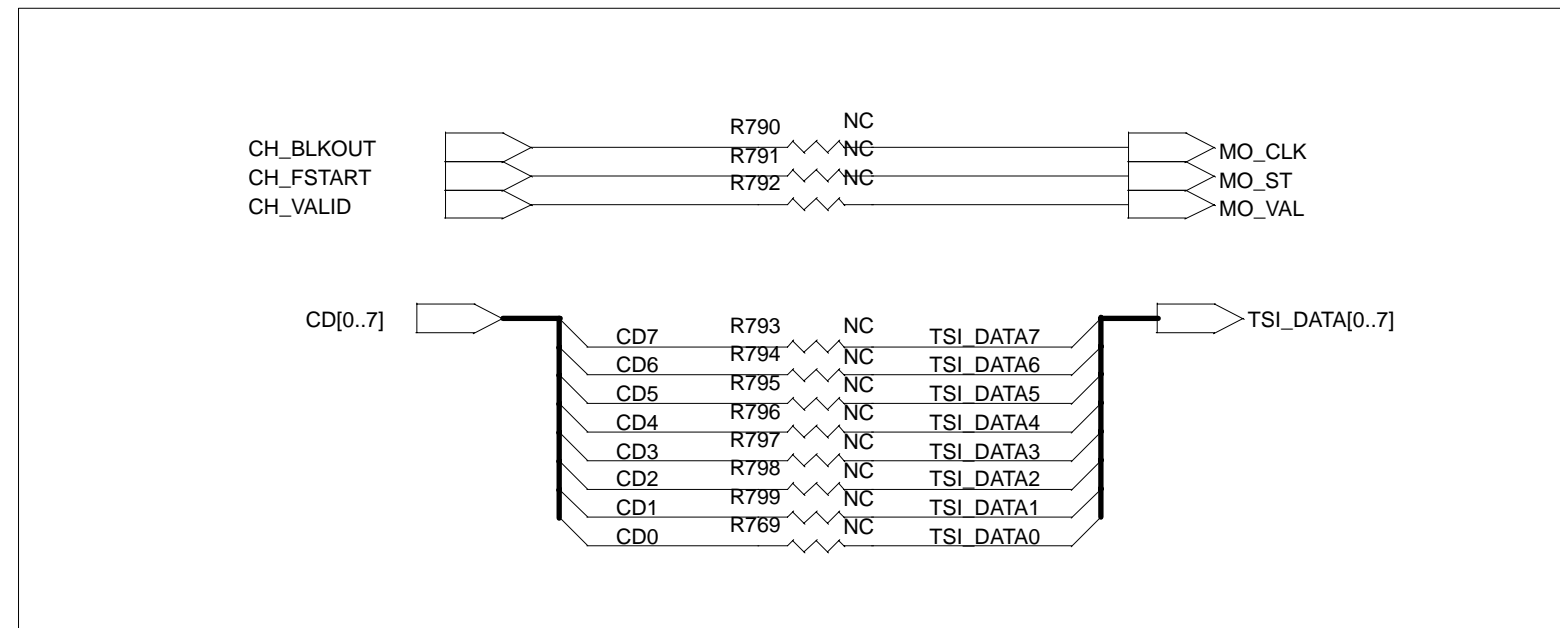 R790 NC
CH_BLKOUT MO_CLK
R791 NC
CH_FSTART MO_ST
R792 NC
CH_VALID MO_VAL
CD[0..7] TSI_DATA[0..7]
CD7 R793 NC TSI_DATA7
CD6 R794 NC TSI_DATA6
CD5 R795 NC TSI_DATA5
CD4 R796 NC TSI_DATA4
CD3 R797 NC TSI_DATA3
CD2 R798 NC TSI_DATA2
CD1 R799 NC TSI_DATA1
CD0 R769 NC TSI_DATA0